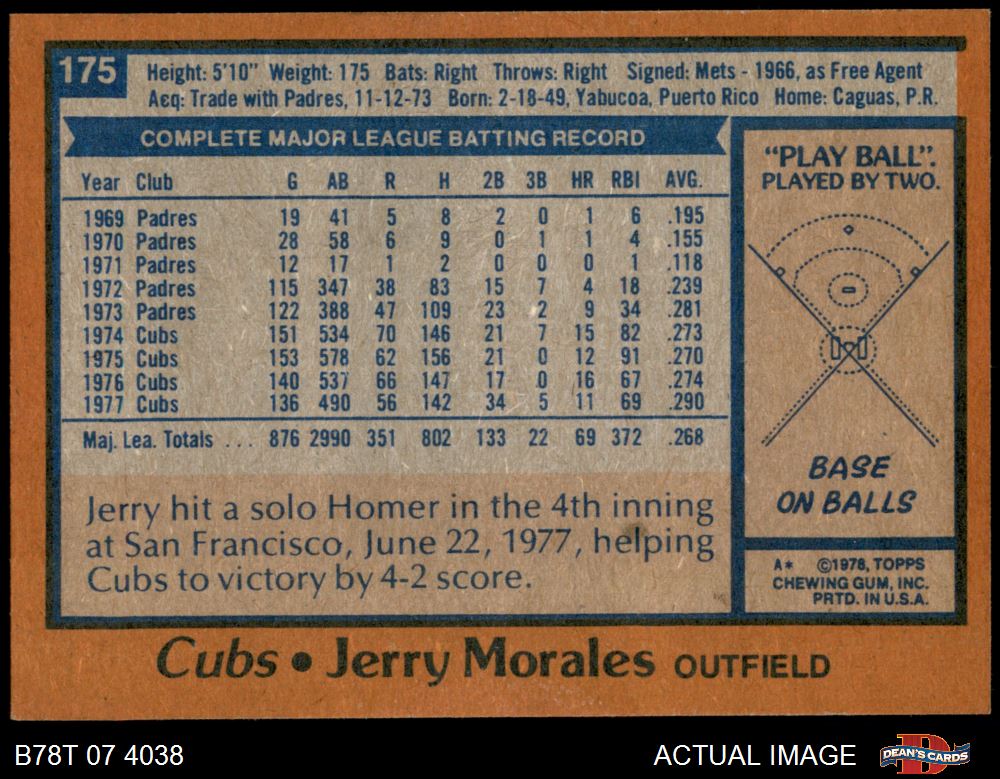 175
Height: 5'10" Weight: 175 Bats: Right Throws: Right Signed: Mets - 1966, as Free Agent
Acq: Trade with Padres, 11-12-73 Born: 2-18-49, Yabucoa, Puerto Rico Home: Caguas, P.R.
COMPLETE MAJOR LEAGUE BATTING RECORD
Year Club G AB R H 2B 3B HR RBI AVG.
1969 Padres 19 41 5 8 2 0 1 6 .195
1970 Padres 28 58 6 9 0 1 1 4 .155
1971 Padres 12 17 1 2 0 0 0 1 .118
1972 Padres 115 347 38 83 15 7 4 18 .239
1973 Padres 122 388 47 109 23 2 9 34 .281
1974 Cubs 151 534 70 146 21 7 15 82 .273
1975 Cubs 153 578 62 156 21 0 12 91 .270
1976 Cubs 140 537 66 147 17 0 16 67 .274
1977 Cubs 136 490 56 142 34 5 11 69 .290
Maj. Lea. Totals ... 876 2990 351 802 133 22 69 372 .268
Jerry hit a solo Homer in the 4th inning
at San Francisco, June 22, 1977, helping
Cubs to victory by 4-2 score.
"PLAY BALL".
PLAYED BY TWO.
BASE
ON BALLS
A* ©1978, TOPPS
CHEWING GUM, INC.
PRTD. IN U.S.A.
Cubs • Jerry Morales OUTFIELD
B78T 07 4038
ACTUAL IMAGE
D
DEAN'S CARDS